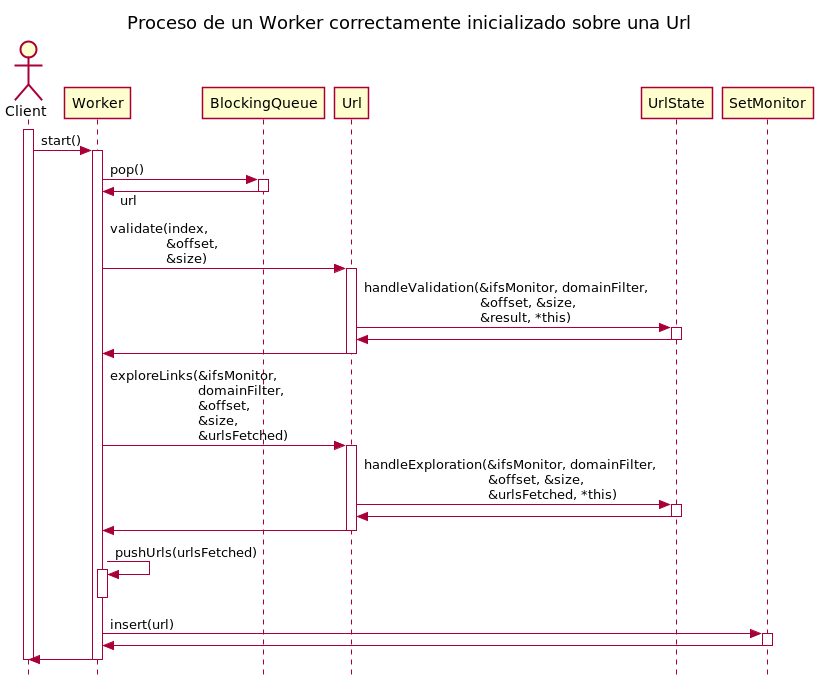 Proceso de un Worker correctamente inicializado sobre una Url
Client
Worker
BlockingQueue
Url
UrlState
SetMonitor
start()
pop()
url
validate(index,
&offset,
&size)
handleValidation(&ifsMonitor, domainFilter,
&offset, &size,
&result, *this)
exploreLinks(&ifsMonitor,
domainFilter,
&offset,
&size,
&urlsFetched)
handleExploration(&ifsMonitor, domainFilter,
&offset, &size,
&urlsFetched, *this)
pushUrls(urlsFetched)
insert(url)